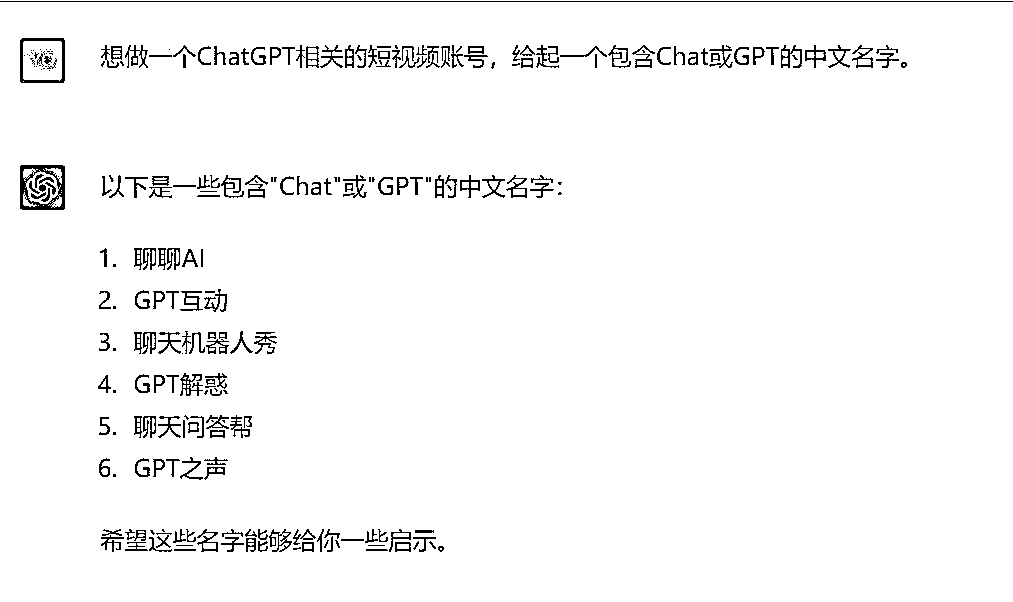 想做一个ChatGPT相关的短视频账号，给起一个包含Chat或GPT的中文名字。
以下是一些包含"Chat"或"GPT"的中文名字：
1. 聊聊AI
2. GPT互动
3. 聊天机器人秀
4. GPT解惑
5. 聊天问答帮
6. GPT之声
希望这些名字能够给你一些启示。